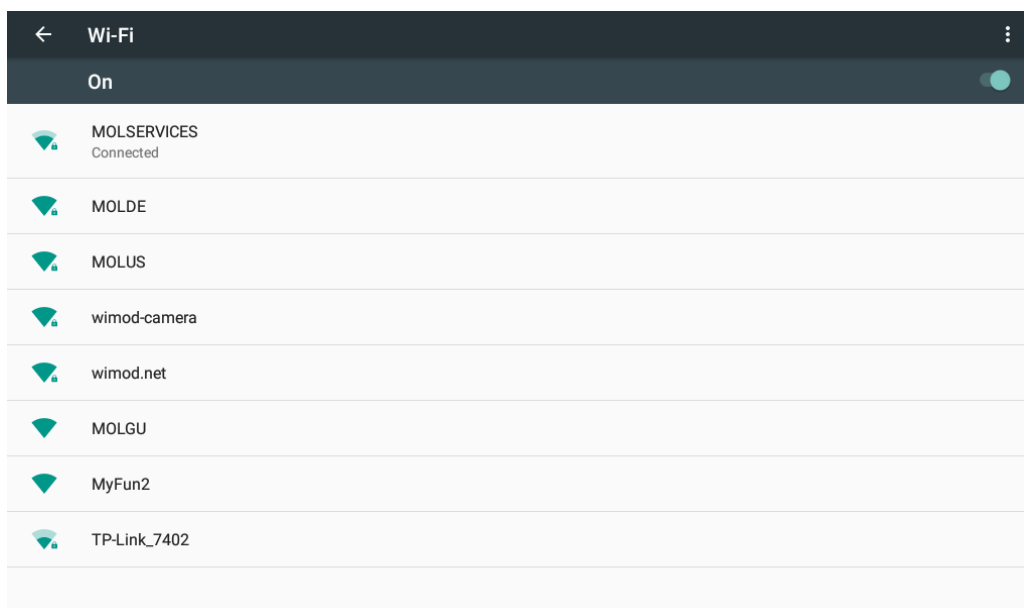 Wi-Fi
On
MOLSERVICES
Connected
MOLDE
MOLUS
wimod-camera
wimod.net
MOLGU
MyFun2
TP-Link_7402